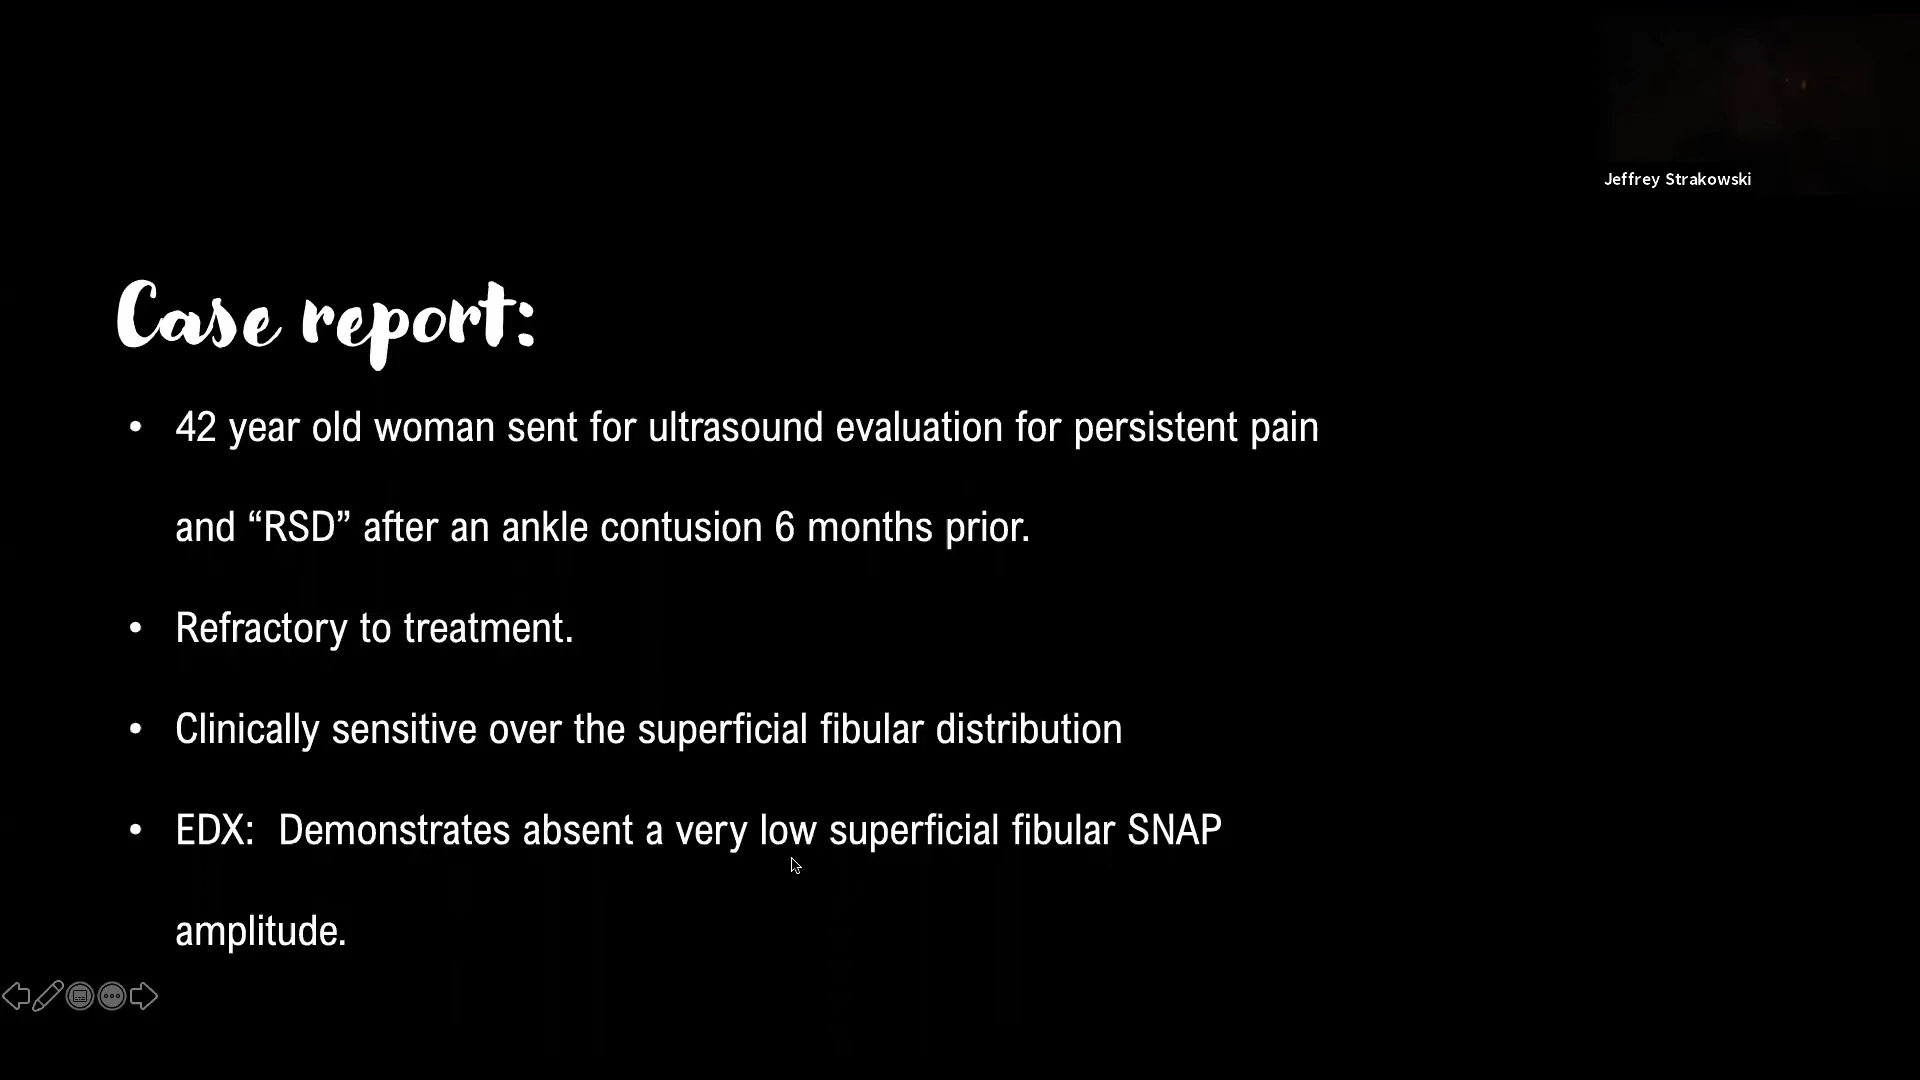 Jeffrey Strakowski
Case report:
• 42 year old woman sent for ultrasound evaluation for persistent pain
and “RSD” after an ankle contusion 6 months prior.
• Refractory to treatment.
• Clinically sensitive over the superficial fibular distribution
• EDX:  Demonstrates absent a very low superficial fibular SNAP
amplitude.